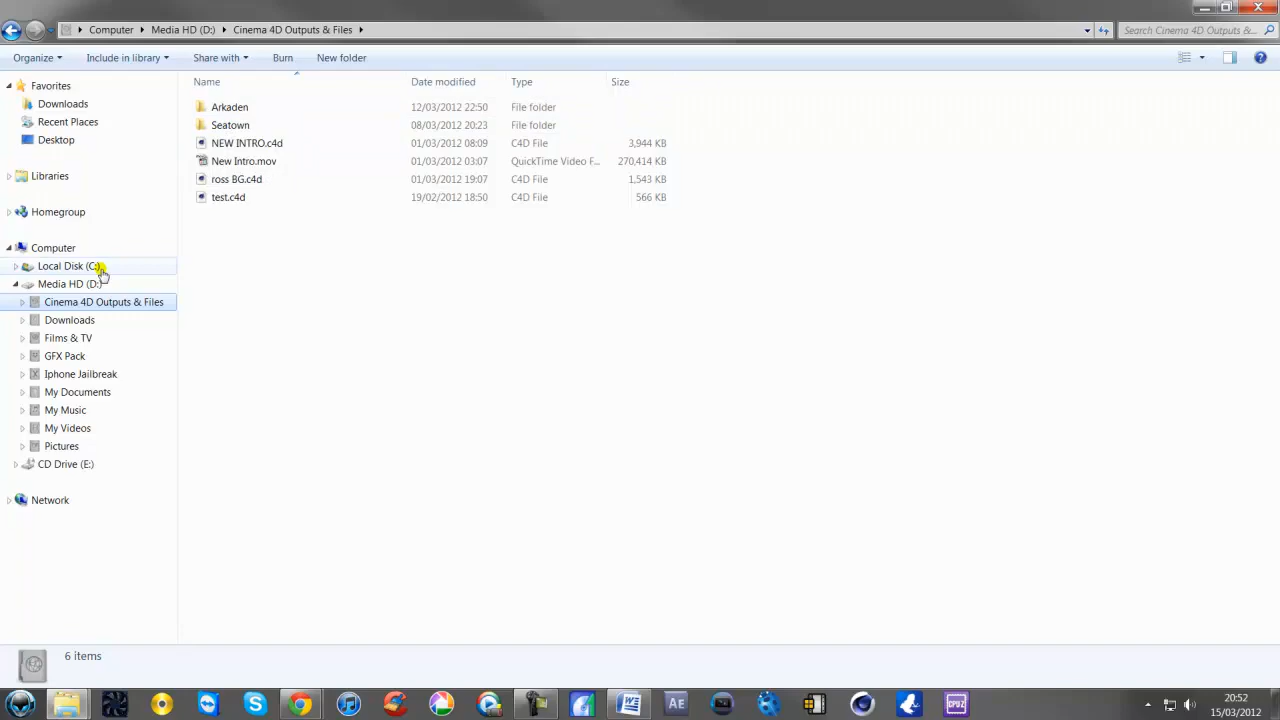 Computer Media HD (D:) Cinema 4D Outputs & Files Search Cinema 4D Outputs &...
Organize Include in library Share with Burn New folder
Favorites
Downloads
Recent Places
Desktop
Libraries
Homegroup
Computer
Local Disk (C:)
Media HD (D:)
Cinema 4D Outputs & Files
Downloads
Films & TV
GFX Pack
Iphone Jailbreak
My Documents
My Music
My Videos
Pictures
CD Drive (E:)
Network
Name Date modified Type Size
Arkaden 12/03/2012 22:50 File folder
Seatown 08/03/2012 20:23 File folder
NEW INTRO.c4d 01/03/2012 08:09 C4D File 3,944 KB
New Intro.mov 01/03/2012 03:07 QuickTime Video F... 270,414 KB
ross BG.c4d 01/03/2012 19:07 C4D File 1,543 KB
test.c4d 19/02/2012 18:50 C4D File 566 KB
6 items
Ae
CPUZ
20:52
15/03/2012